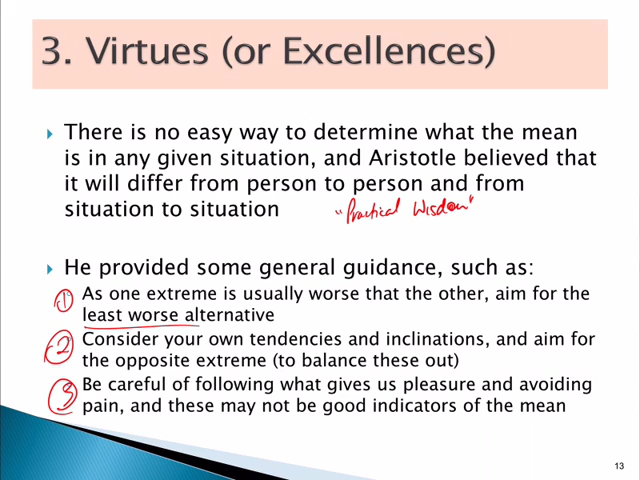 3. Virtues (or Excellences)
There is no easy way to determine what the mean
is in any given situation, and Aristotle believed that
it will differ from person to person and from
situation to situation
"Practical Wisdom"
He provided some general guidance, such as:
1 As one extreme is usually worse that the other, aim for the
least worse alternative
2 Consider your own tendencies and inclinations, and aim for
the opposite extreme (to balance these out)
3 Be careful of following what gives us pleasure and avoiding
pain, and these may not be good indicators of the mean
13